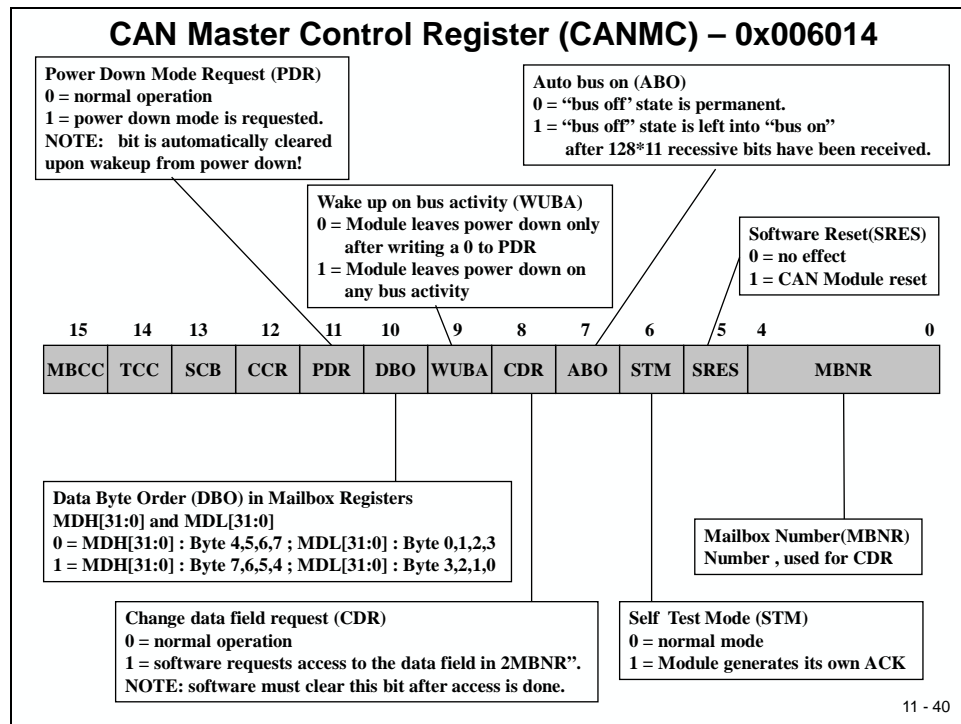 CAN Master Control Register (CANMC) – 0x006014
Power Down Mode Request (PDR)
0 = normal operation
1 = power down mode is requested.
NOTE: bit is automatically cleared
upon wakeup from power down!
Auto bus on (ABO)
0 = “bus off’ state is permanent.
1 = “bus off” state is left into “bus on”
after 128*11 recessive bits have been received.
Wake up on bus activity (WUBA)
0 = Module leaves power down only
after writing a 0 to PDR
1 = Module leaves power down on
any bus activity
Software Reset(SRES)
0 = no effect
1 = CAN Module reset
15 14 13 12 11 10 9 8 7 6 5 4 0
MBCC TCC SCB CCR PDR DBO WUBA CDR ABO STM SRES MBNR
Data Byte Order (DBO) in Mailbox Registers
MDH[31:0] and MDL[31:0]
0 = MDH[31:0] : Byte 4,5,6,7 ; MDL[31:0] : Byte 0,1,2,3
1 = MDH[31:0] : Byte 7,6,5,4 ; MDL[31:0] : Byte 3,2,1,0
Mailbox Number(MBNR)
Number , used for CDR
Change data field request (CDR)
0 = normal operation
1 = software requests access to the data field in 2MBNR”.
NOTE: software must clear this bit after access is done.
Self Test Mode (STM)
0 = normal mode
1 = Module generates its own ACK
11 - 40